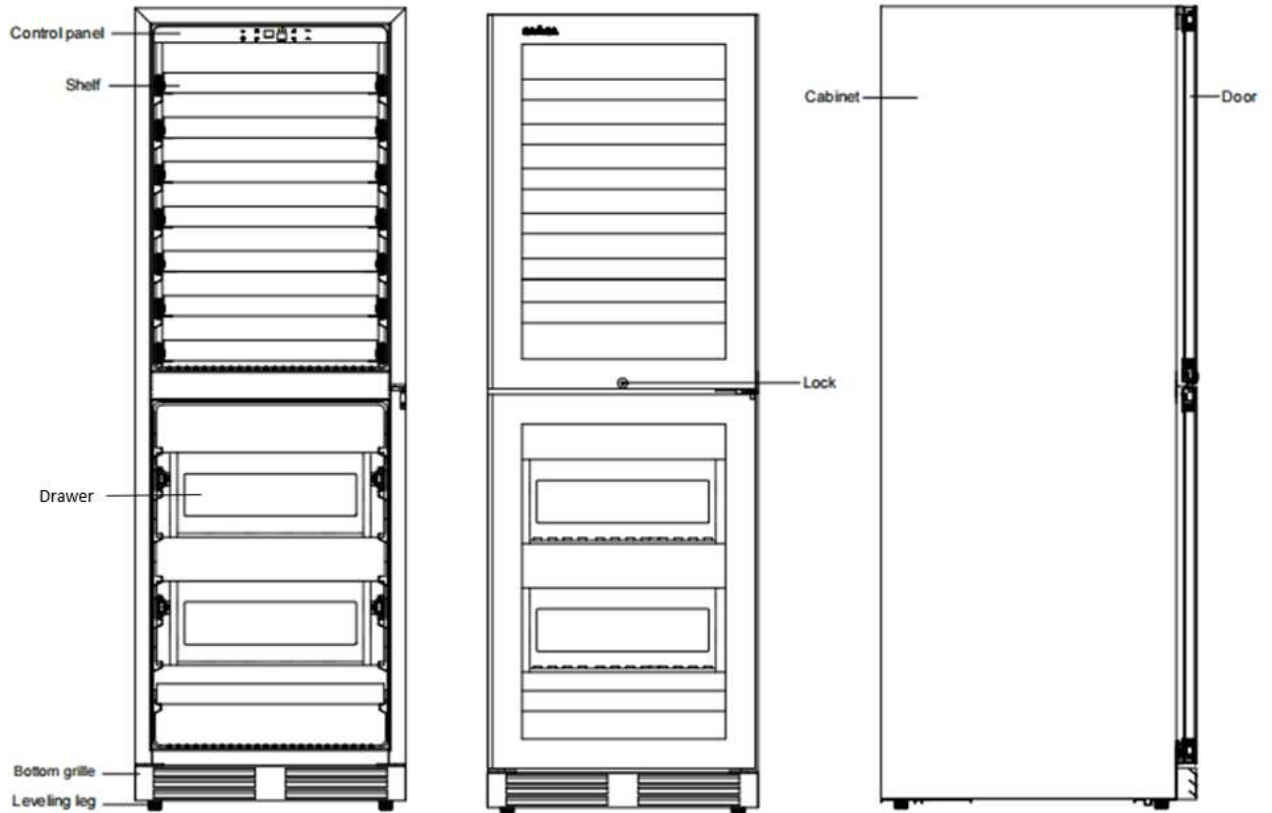 Control panel
Shelf
Cabinet
Door
Lock
Drawer
Bottom grille
Leveling leg